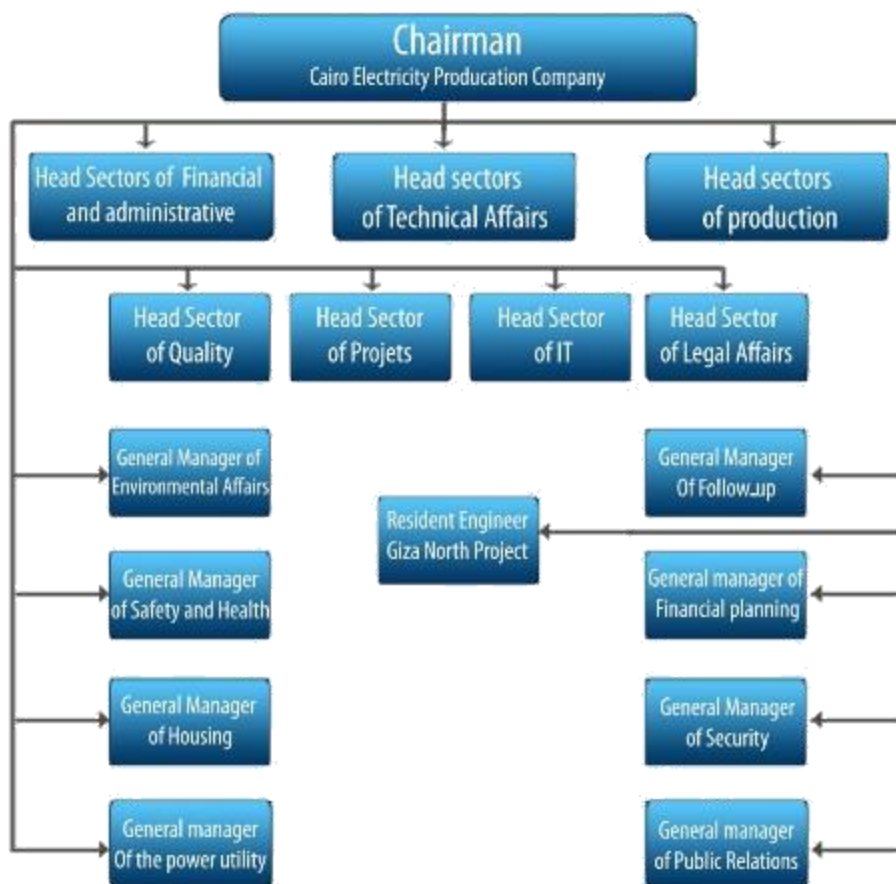 Chairman
Cairo Electricity Producation Company
Head Sectors of Financial
and administrative
Head sectors
of Technical Affairs
Head sectors
of production
Head Sector
of Quality
Head Sector
of Projets
Head Sector
of IT
Head Sector
of Legal Affairs
General Manager of
Environmental Affairs
General Manager
Of Follow_up
Resident Engineer
Giza North Project
General Manager
of Safety and Health
General manager of
Financial planning
General Manager
of Housing
General Manager
of Security
General manager
Of the power utility
General manager
of Public Relations